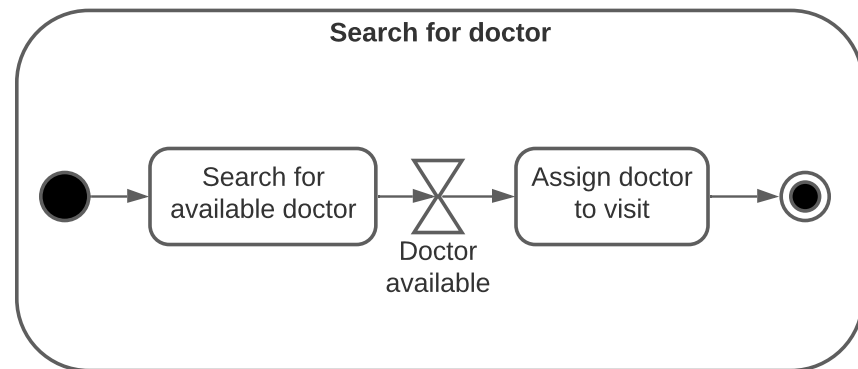 Search for doctor
Search for
available doctor
Doctor
available
Assign doctor
to visit